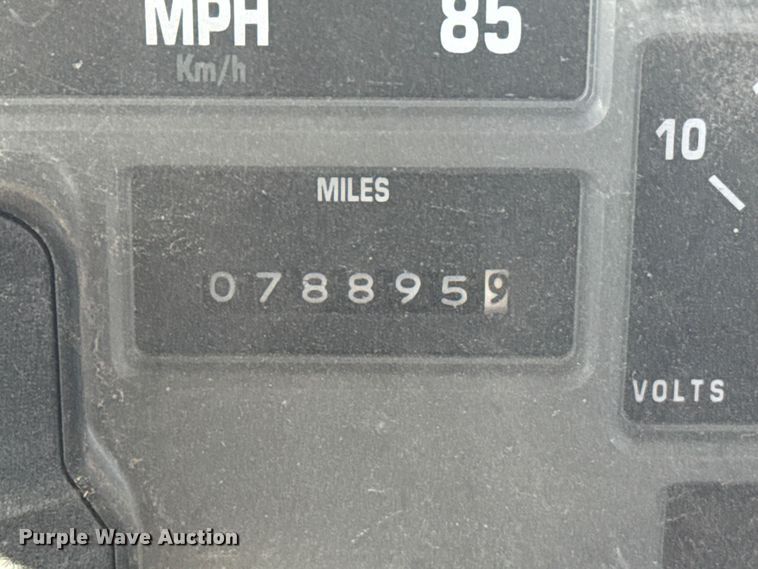 MPH 85
Km/h
10
MILES
0788959
VOLTS
Purple Wave Auction